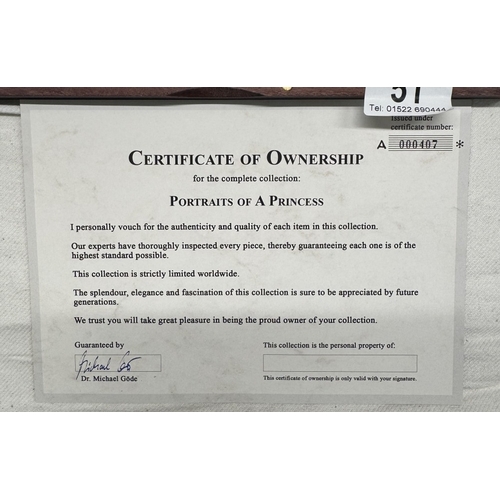 57
Tel: 01522 690444
issued under
certificate number:
A 000407 *
CERTIFICATE OF OWNERSHIP
for the complete collection:
PORTRAITS OF A PRINCESS
I personally vouch for the authenticity and quality of each item in this collection.
Our experts have thoroughly inspected every piece, thereby guaranteeing each one is of the
highest standard possible.
This collection is strictly limited worldwide.
The splendour, elegance and fascination of this collection is sure to be appreciated by future
generations.
We trust you will take great pleasure in being the proud owner of your collection.
Guaranteed by
Dr. Michael Göde
This collection is the personal property of:
This certificate of ownership is only valid with your signature.